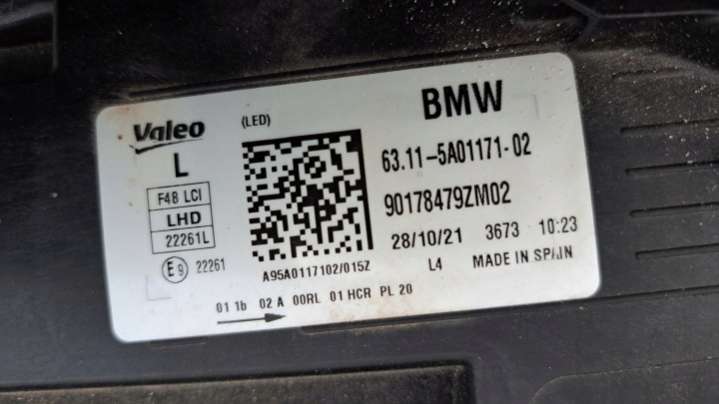 Valeo
(LED)
BMW
L
63.11-5A01171-02
F48 LCI
LHD
22261L
90178479ZM02
28/10/21 3673 10:23
E9 22261
A95A0117102/015Z
L4
MADE IN SPAIN
01 1b 02 A 00RL 01 HCR PL 20